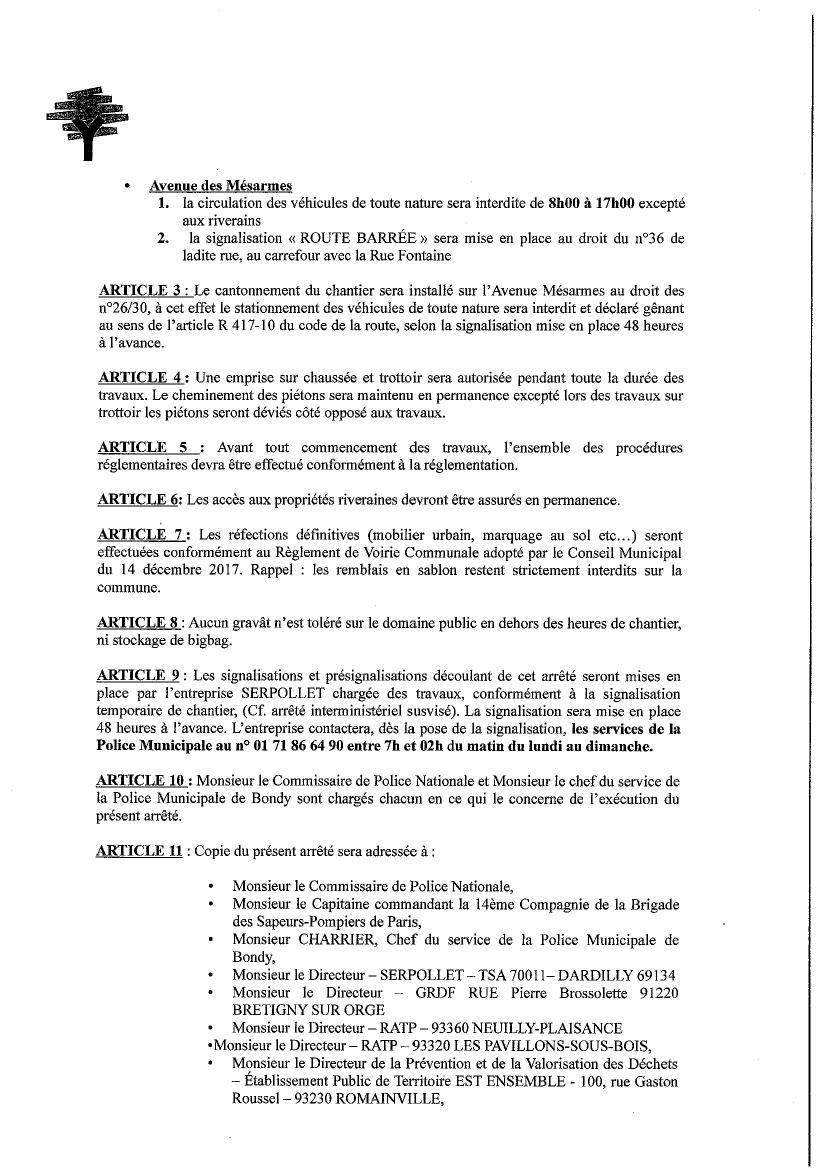 • Avenue des Mésarmes
1. la circulation des véhicules de toute nature sera interdite de 8h00 à 17h00 excepté
aux riverains
2. la signalisation « ROUTE BARRÉE » sera mise en place au droit du n°36 de
ladite rue, au carrefour avec la Rue Fontaine
ARTICLE 3 : Le cantonnement du chantier sera installé sur l'Avenue Mésarmes au droit des
n°26/30, à cet effet le stationnement des véhicules de toute nature sera interdit et déclaré gênant
au sens de l'article R 417-10 du code de la route, selon la signalisation mise en place 48 heures
à l'avance.
ARTICLE 4 : Une emprise sur chaussée et trottoir sera autorisée pendant toute la durée des
travaux. Le cheminement des piétons sera maintenu en permanence excepté lors des travaux sur
trottoir les piétons seront déviés côté opposé aux travaux.
ARTICLE 5 : Avant tout commencement des travaux, l'ensemble des procédures
réglementaires devra être effectué conformément à la réglementation.
ARTICLE 6: Les accès aux propriétés riveraines devront être assurés en permanence.
ARTICLE 7 : Les réfections définitives (mobilier urbain, marquage au sol etc…) seront
effectuées conformément au Règlement de Voirie Communale adopté par le Conseil Municipal
du 14 décembre 2017. Rappel : les remblais en sablon restent strictement interdits sur la
commune.
ARTICLE 8 : Aucun gravât n'est toléré sur le domaine public en dehors des heures de chantier,
ni stockage de bigbag.
ARTICLE 9 : Les signalisations et présignalisations découlant de cet arrêté seront mises en
place par l'entreprise SERPOLLET chargée des travaux, conformément à la signalisation
temporaire de chantier, (Cf. arrêté interministériel susvisé). La signalisation sera mise en place
48 heures à l'avance. L'entreprise contactera, dès la pose de la signalisation, les services de la
Police Municipale au n° 01 71 86 64 90 entre 7h et 02h du matin du lundi au dimanche.
ARTICLE 10 : Monsieur le Commissaire de Police Nationale et Monsieur le chef du service de
la Police Municipale de Bondy sont chargés chacun en ce qui le concerne de l'exécution du
présent arrêté.
ARTICLE 11 : Copie du présent arrêté sera adressée à :
• Monsieur le Commissaire de Police Nationale,
• Monsieur le Capitaine commandant la 14ème Compagnie de la Brigade
des Sapeurs-Pompiers de Paris,
• Monsieur CHARRIER, Chef du service de la Police Municipale de
Bondy,
• Monsieur le Directeur – SERPOLLET – TSA 70011– DARDILLY 69134
• Monsieur le Directeur – GRDF RUE Pierre Brossolette 91220
BRETIGNY SUR ORGE
• Monsieur le Directeur – RATP – 93360 NEUILLY-PLAISANCE
•Monsieur le Directeur – RATP – 93320 LES PAVILLONS-SOUS-BOIS,
• Monsieur le Directeur de la Prévention et de la Valorisation des Déchets
– Établissement Public de Territoire EST ENSEMBLE - 100, rue Gaston
Roussel – 93230 ROMAINVILLE,